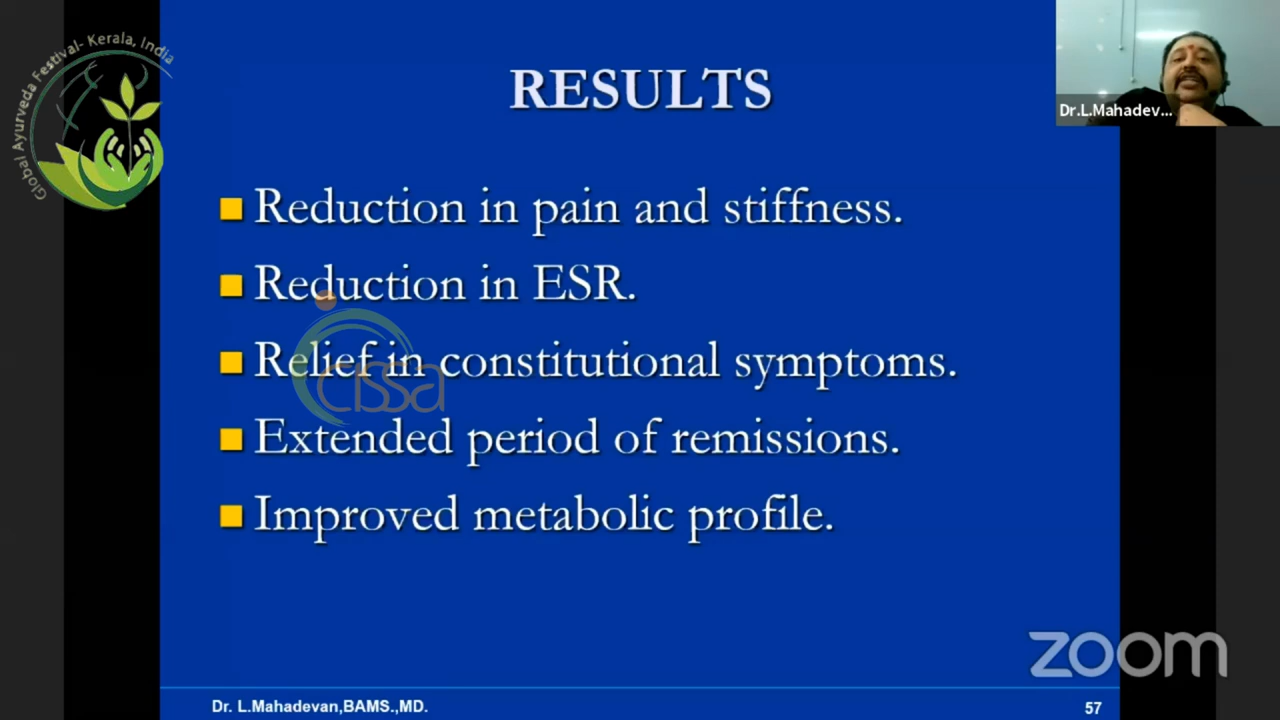 Global Ayurveda Festival- Kerala, India
Dr.L.Mahadev...
RESULTS
Reduction in pain and stiffness.
Reduction in ESR.
Relief in constitutional symptoms.
cissa
Extended period of remissions.
Improved metabolic profile.
zoom
Dr. L.Mahadevan,BAMS.,MD.
57